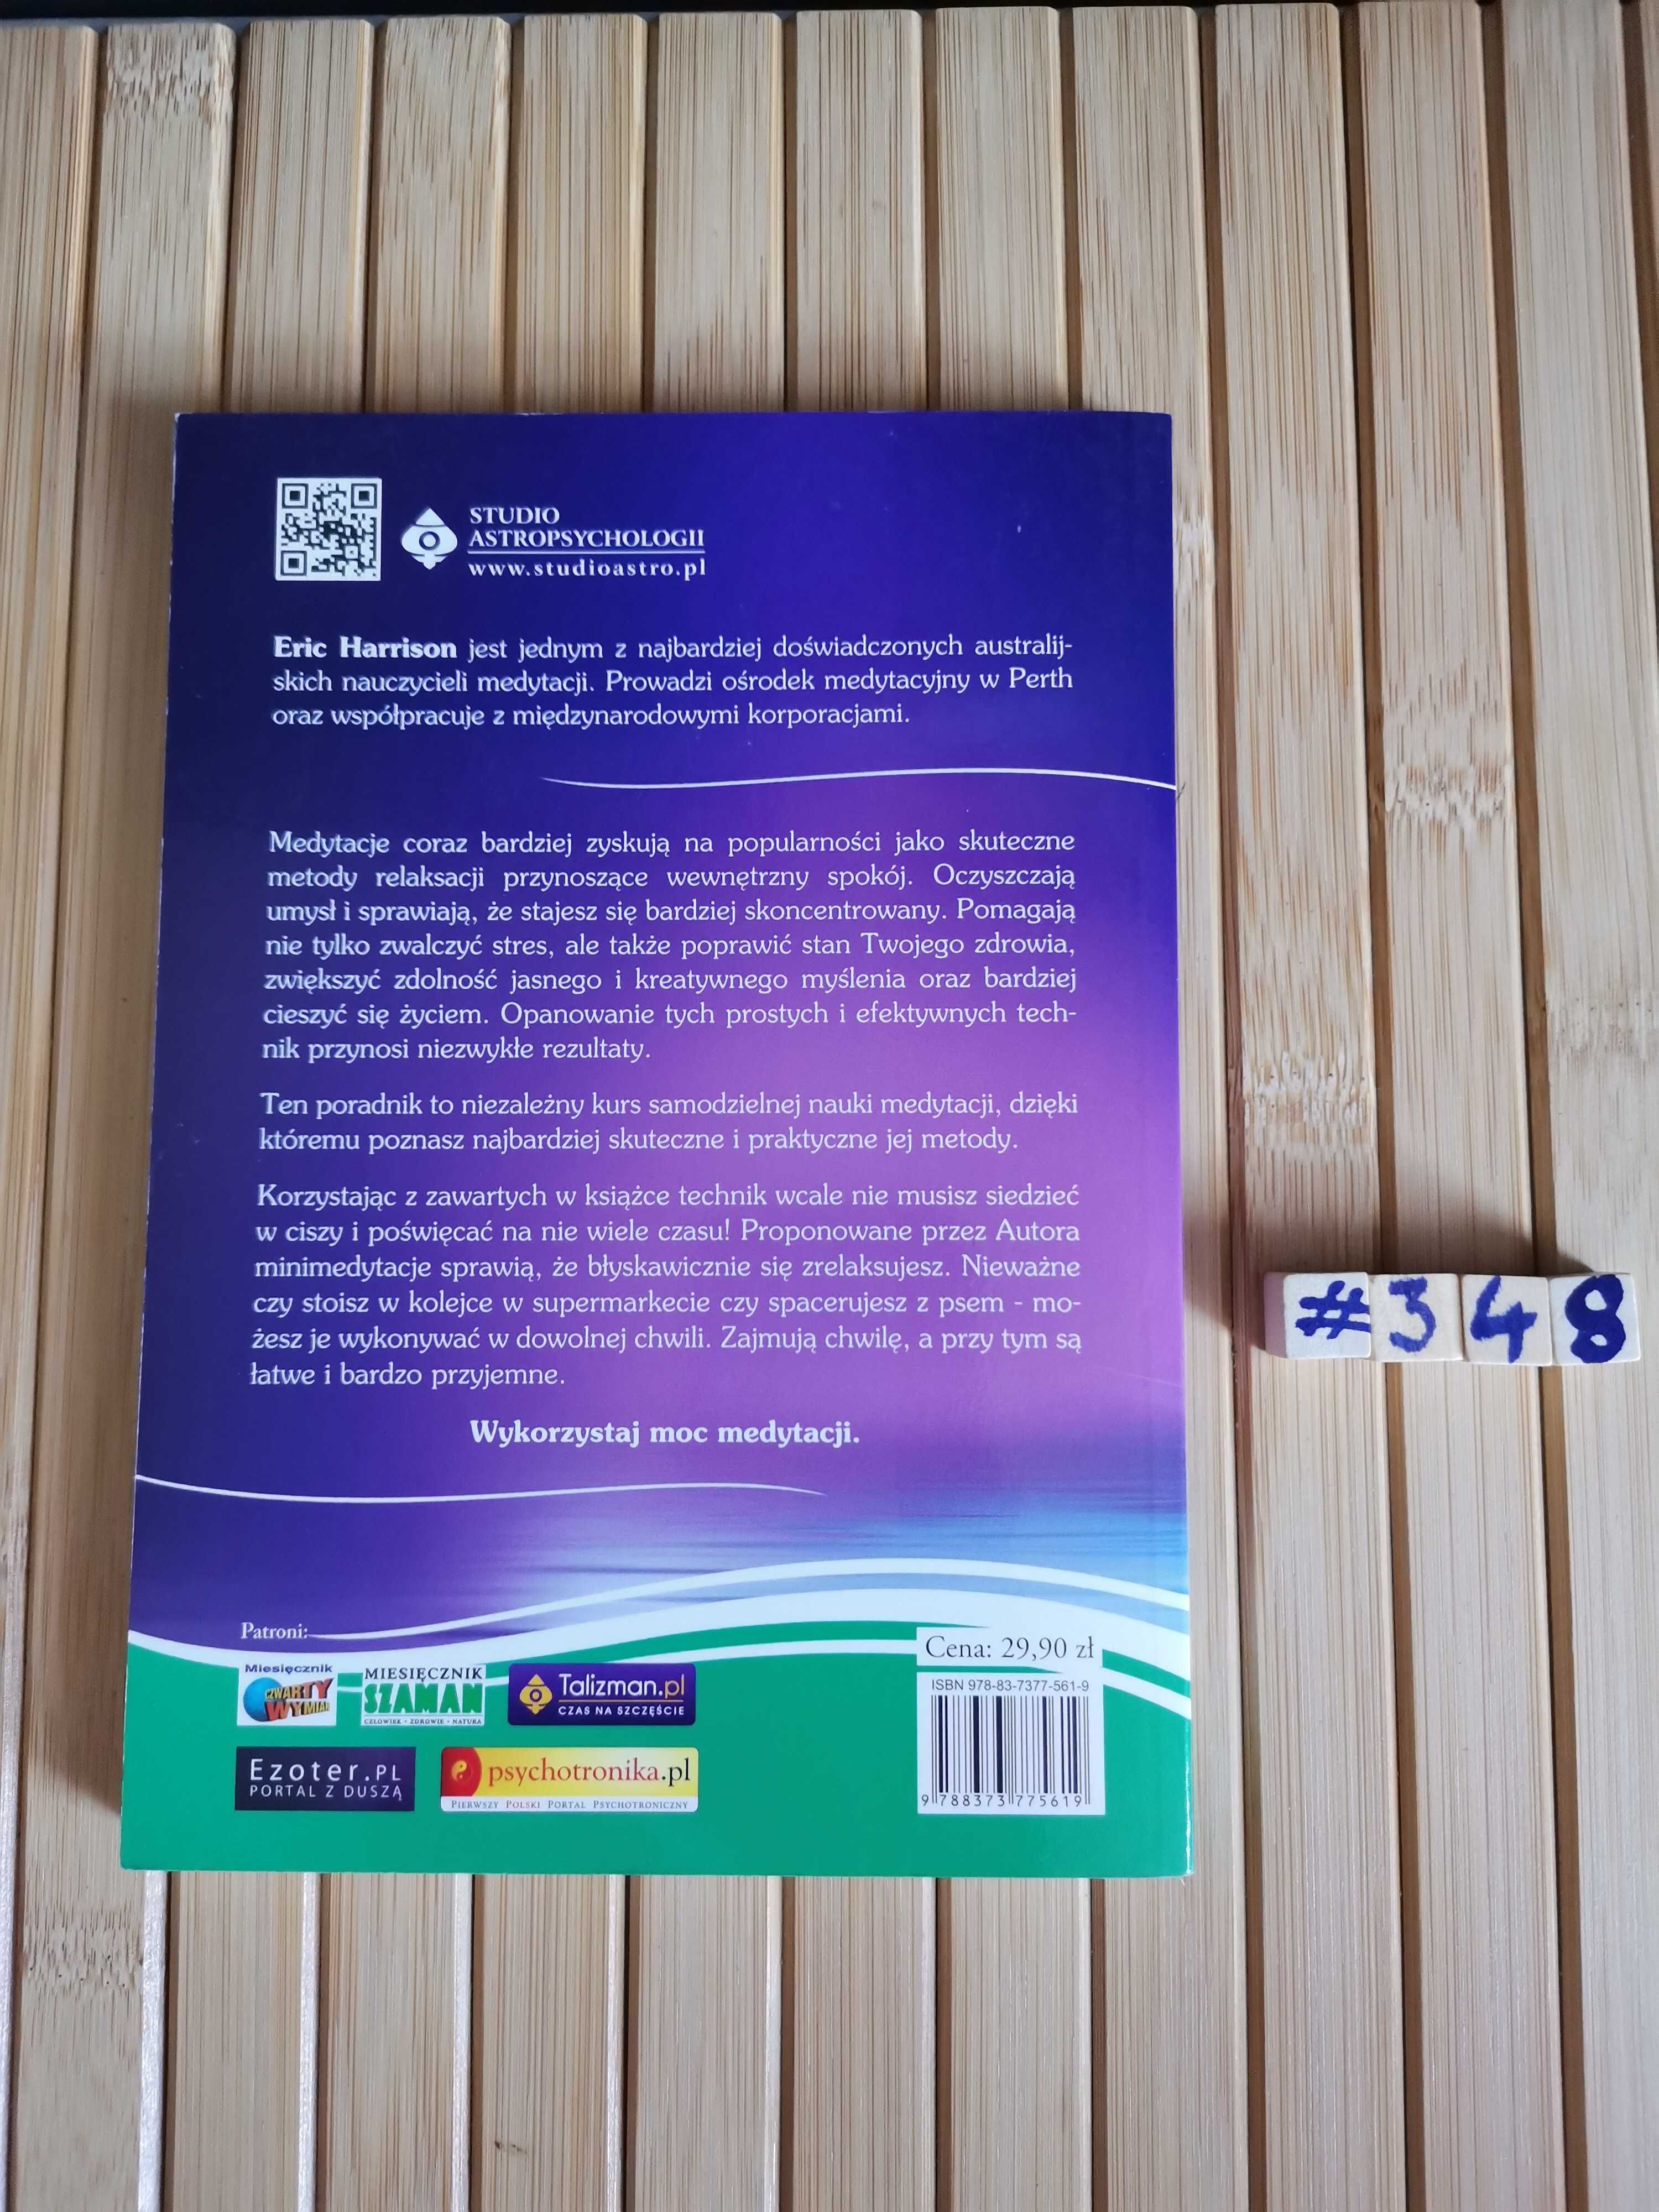 STUDIO
ASTROPSYCHOLOGII
www.studioastro.pl
Eric Harrison jest jednym z najbardziej doświadczonych australij-
skich nauczycieli medytacji. Prowadzi ośrodek medytacyjny w Perth
oraz współpracuje z międzynarodowymi korporacjami.
Medytacje coraz bardziej zyskują na popularności jako skuteczne
metody relaksacji przynoszące wewnętrzny spokój. Oczyszczają
umysł i sprawiają, że stajesz się bardziej skoncentrowany. Pomagają
nie tylko zwalczyć stres, ale także poprawić stan Twojego zdrowia,
zwiększyć zdolność jasnego i kreatywnego myślenia oraz bardziej
cieszyć się życiem. Opanowanie tych prostych i efektywnych tech-
nik przynosi niezwykłe rezultaty.
Ten poradnik to niezależny kurs samodzielnej nauki medytacji, dzięki
któremu poznasz najbardziej skuteczne i praktyczne jej metody.
Korzystając z zawartych w książce technik wcale nie musisz siedzieć
w ciszy i poświęcać na nie wiele czasu! Proponowane przez Autora
minimedytacje sprawią, że błyskawicznie się zrelaksujesz. Nieważne
czy stoisz w kolejce w supermarkecie czy spacerujesz z psem - mo-
żesz je wykonywać w dowolnej chwili. Zajmują chwilę, a przy tym są
łatwe i bardzo przyjemne.
Wykorzystaj moc medytacji.
#348
Patroni:
Miesięcznik
CZWARTY
WYMIAR
MIESIĘCZNIK
SZAMAN
CZŁOWIEK • ZDROWIE • NATURA
Talizman.pl
CZAS NA SZCZĘŚCIE
Ezoter.PL
PORTAL Z DUSZĄ
psychotronika.pl
PIERWSZY POLSKI PORTAL PSYCHOTRONICZNY
Cena: 29,90 zł
ISBN 978-83-7377-561-9
9 788373 775619